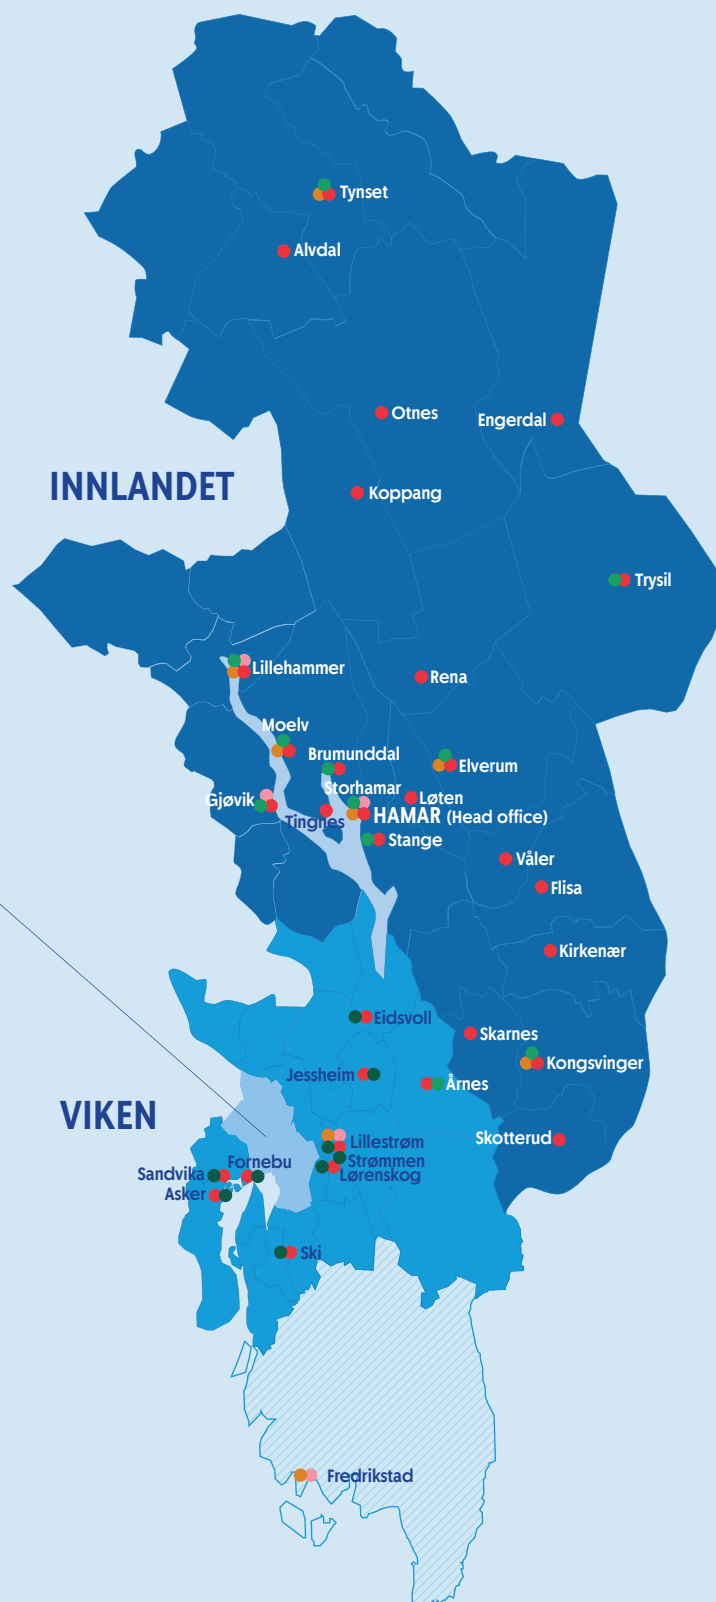 Tynset
Alvdal
Otnes
Engerdal
INNLANDET
Koppang
Trysil
Lillehammer
Rena
Moelv
Brumunddal
Elverum
Storhamar
Gjøvik
Løten
Tingnes
HAMAR (Head office)
Stange
Våler
Flisa
Kirkenær
Eidsvoll
Skarnes
Kongsvinger
Jessheim
Årnes
VIKEN
Skotterud
Lillestrøm
Fornebu
Strømmen
Sandvika
Lørenskog
Asker
Ski
Fredrikstad